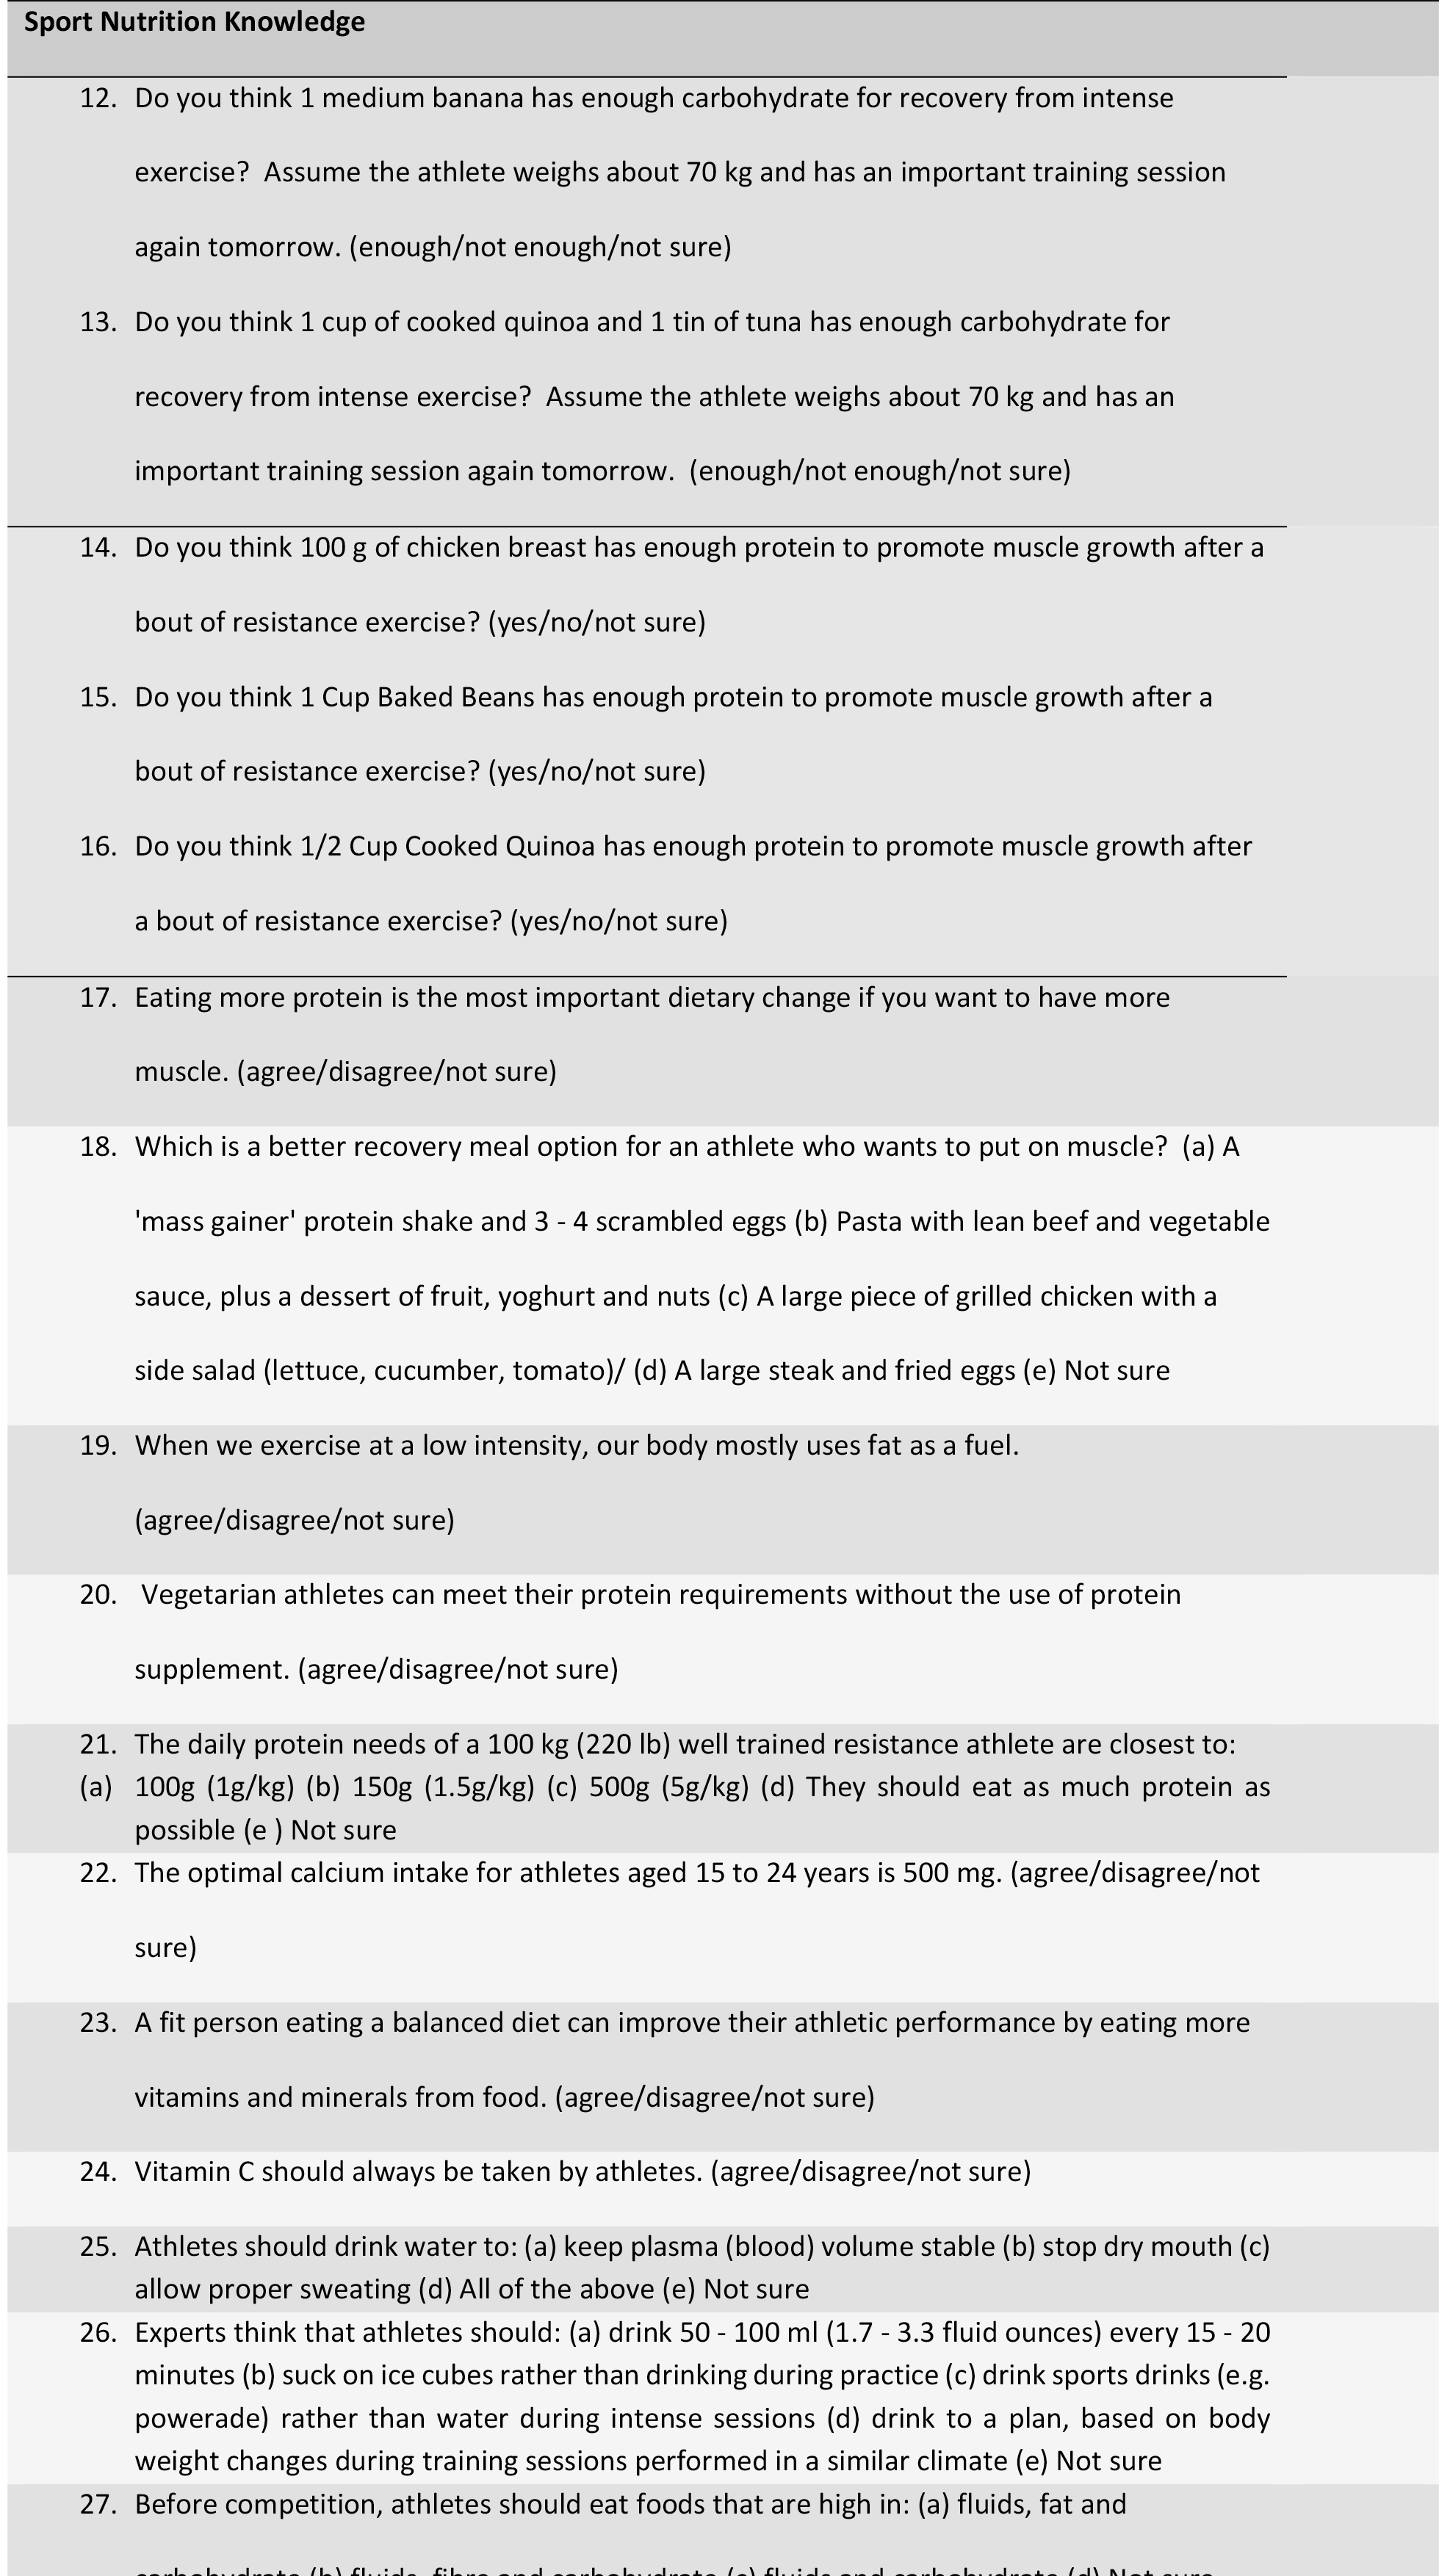 Sport Nutrition Knowledge
12. Do you think 1 medium banana has enough carbohydrate for recovery from intense
exercise?  Assume the athlete weighs about 70 kg and has an important training session
again tomorrow. (enough/not enough/not sure)
13. Do you think 1 cup of cooked quinoa and 1 tin of tuna has enough carbohydrate for
recovery from intense exercise?  Assume the athlete weighs about 70 kg and has an
important training session again tomorrow.  (enough/not enough/not sure)
14. Do you think 100 g of chicken breast has enough protein to promote muscle growth after a
bout of resistance exercise? (yes/no/not sure)
15. Do you think 1 Cup Baked Beans has enough protein to promote muscle growth after a
bout of resistance exercise? (yes/no/not sure)
16. Do you think 1/2 Cup Cooked Quinoa has enough protein to promote muscle growth after
a bout of resistance exercise? (yes/no/not sure)
17. Eating more protein is the most important dietary change if you want to have more
muscle. (agree/disagree/not sure)
18. Which is a better recovery meal option for an athlete who wants to put on muscle?  (a) A
'mass gainer' protein shake and 3 - 4 scrambled eggs (b) Pasta with lean beef and vegetable
sauce, plus a dessert of fruit, yoghurt and nuts (c) A large piece of grilled chicken with a
side salad (lettuce, cucumber, tomato)/ (d) A large steak and fried eggs (e) Not sure
19. When we exercise at a low intensity, our body mostly uses fat as a fuel.
(agree/disagree/not sure)
20. Vegetarian athletes can meet their protein requirements without the use of protein
supplement. (agree/disagree/not sure)
21. The daily protein needs of a 100 kg (220 lb) well trained resistance athlete are closest to:
(a) 100g (1g/kg) (b) 150g (1.5g/kg) (c) 500g (5g/kg) (d) They should eat as much protein as
possible (e ) Not sure
22. The optimal calcium intake for athletes aged 15 to 24 years is 500 mg. (agree/disagree/not
sure)
23. A fit person eating a balanced diet can improve their athletic performance by eating more
vitamins and minerals from food. (agree/disagree/not sure)
24. Vitamin C should always be taken by athletes. (agree/disagree/not sure)
25. Athletes should drink water to: (a) keep plasma (blood) volume stable (b) stop dry mouth (c)
allow proper sweating (d) All of the above (e) Not sure
26. Experts think that athletes should: (a) drink 50 - 100 ml (1.7 - 3.3 fluid ounces) every 15 - 20
minutes (b) suck on ice cubes rather than drinking during practice (c) drink sports drinks (e.g.
powerade) rather than water during intense sessions (d) drink to a plan, based on body
weight changes during training sessions performed in a similar climate (e) Not sure
27. Before competition, athletes should eat foods that are high in: (a) fluids, fat and
carbohydrate (b) fluids, fibre and carbohydrate (c) fluids and carbohydrate (d) Not sure